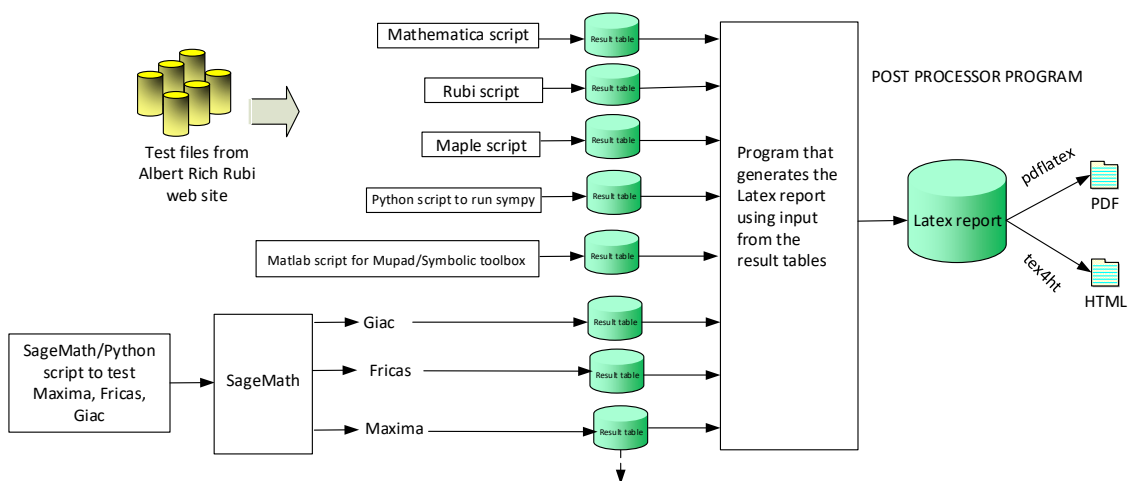 Mathematica script
Result table
Rubi script
Result table
Maple script
Result table
Python script to run sympy
Result table
Matlab script for Mupad/Symbolic toolbox
Result table
Test files from
Albert Rich Rubi
web site
SageMath/Python
script to test
Maxima, Fricas,
Giac
SageMath
Giac
Result table
Fricas
Result table
Maxima
Result table
Program that
generates the
Latex report
using input
from the
result tables
POST PROCESSOR PROGRAM
Latex report
pdflatex
PDF
tex4ht
HTML